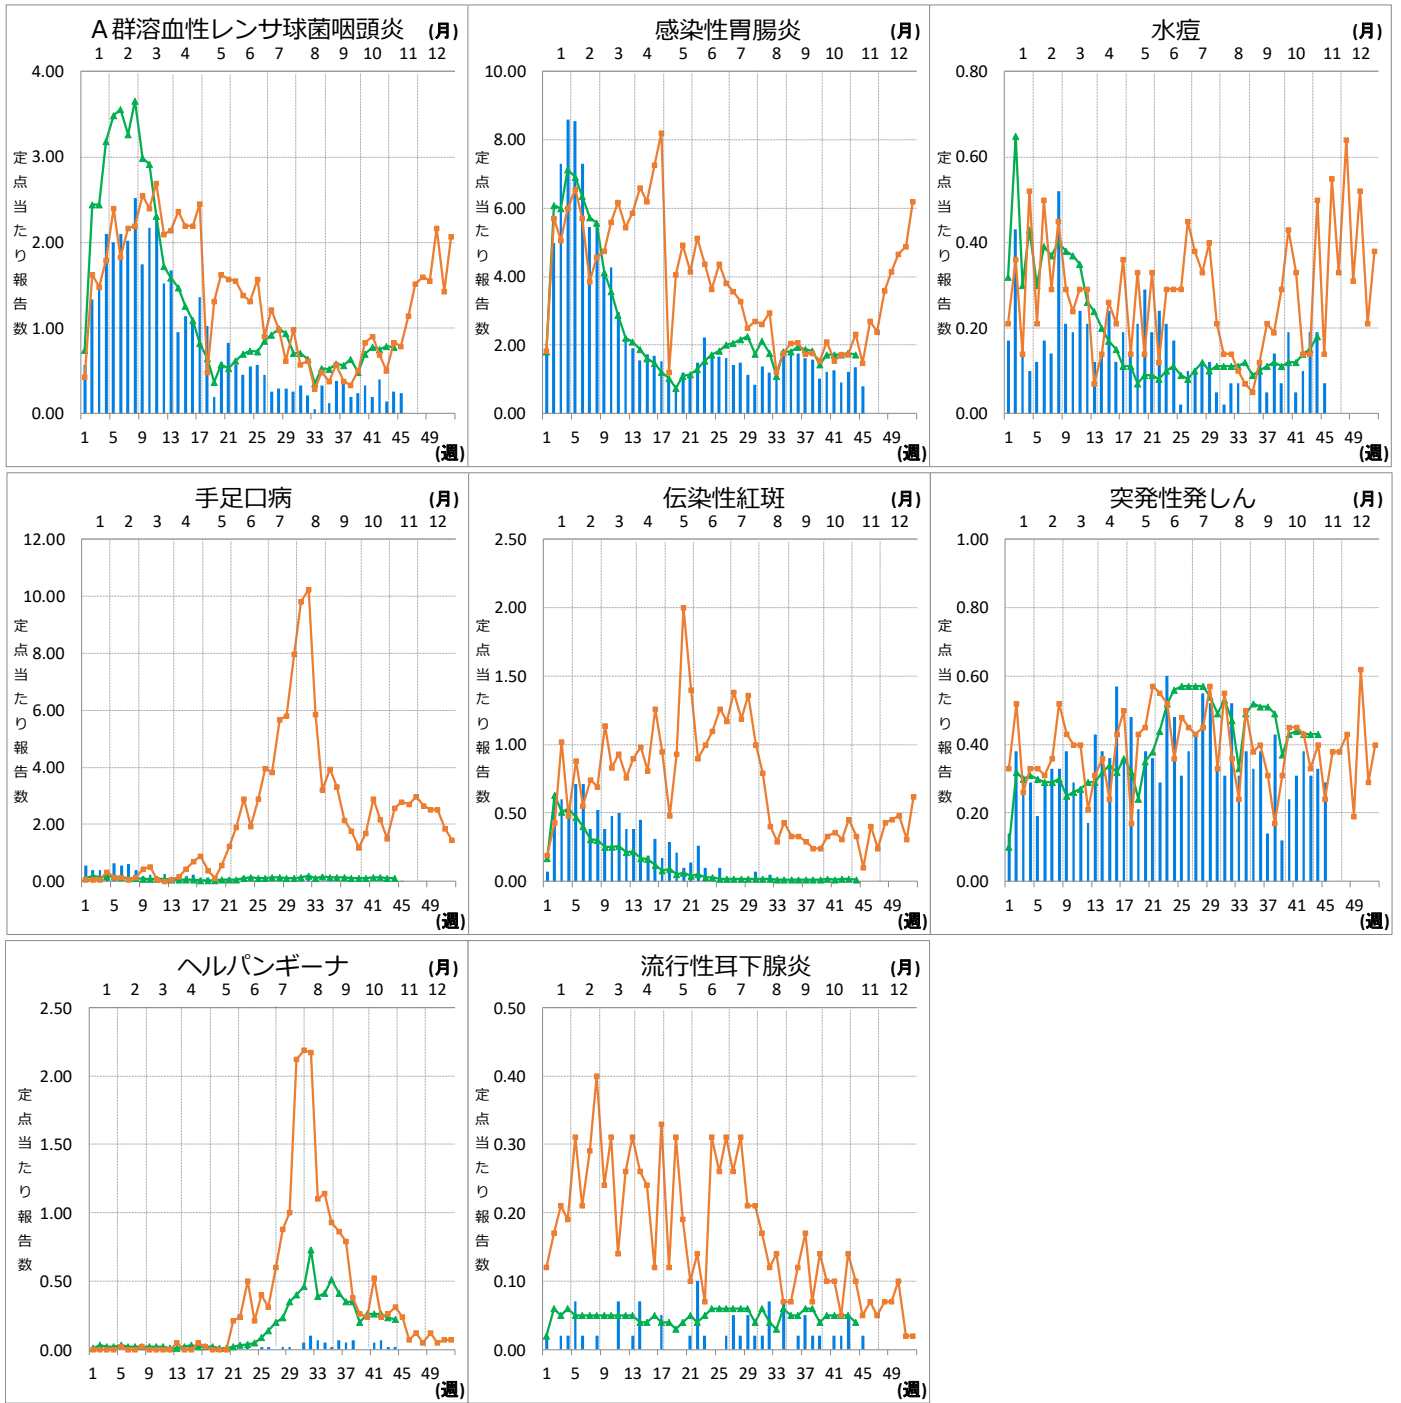 A群溶血性レンサ球菌咽頭炎 (月)
1 2 3 4 5 6 7 8 9 10 11 12
4.00
3.00
2.00
1.00
0.00
定点当たり報告数
1 5 9 13 17 21 25 29 33 37 41 45 49
(週)
感染性胃腸炎 (月)
1 2 3 4 5 6 7 8 9 10 11 12
10.00
8.00
6.00
4.00
2.00
0.00
定点当たり報告数
1 5 9 13 17 21 25 29 33 37 41 45 49
(週)
水痘 (月)
1 2 3 4 5 6 7 8 9 10 11 12
0.80
0.60
0.40
0.20
0.00
定点当たり報告数
1 5 9 13 17 21 25 29 33 37 41 45 49
(週)
手足口病 (月)
1 2 3 4 5 6 7 8 9 10 11 12
12.00
10.00
8.00
6.00
4.00
2.00
0.00
定点当たり報告数
1 5 9 13 17 21 25 29 33 37 41 45 49
(週)
伝染性紅斑 (月)
1 2 3 4 5 6 7 8 9 10 11 12
2.50
2.00
1.50
1.00
0.50
0.00
定点当たり報告数
1 5 9 13 17 21 25 29 33 37 41 45 49
(週)
突発性発しん (月)
1 2 3 4 5 6 7 8 9 10 11 12
1.00
0.80
0.60
0.40
0.20
0.00
定点当たり報告数
1 5 9 13 17 21 25 29 33 37 41 45 49
(週)
ヘルパンギーナ (月)
1 2 3 4 5 6 7 8 9 10 11 12
2.50
2.00
1.50
1.00
0.50
0.00
定点当たり報告数
1 5 9 13 17 21 25 29 33 37 41 45 49
(週)
流行性耳下腺炎 (月)
1 2 3 4 5 6 7 8 9 10 11 12
0.50
0.40
0.30
0.20
0.10
0.00
定点当たり報告数
1 5 9 13 17 21 25 29 33 37 41 45 49
(週)